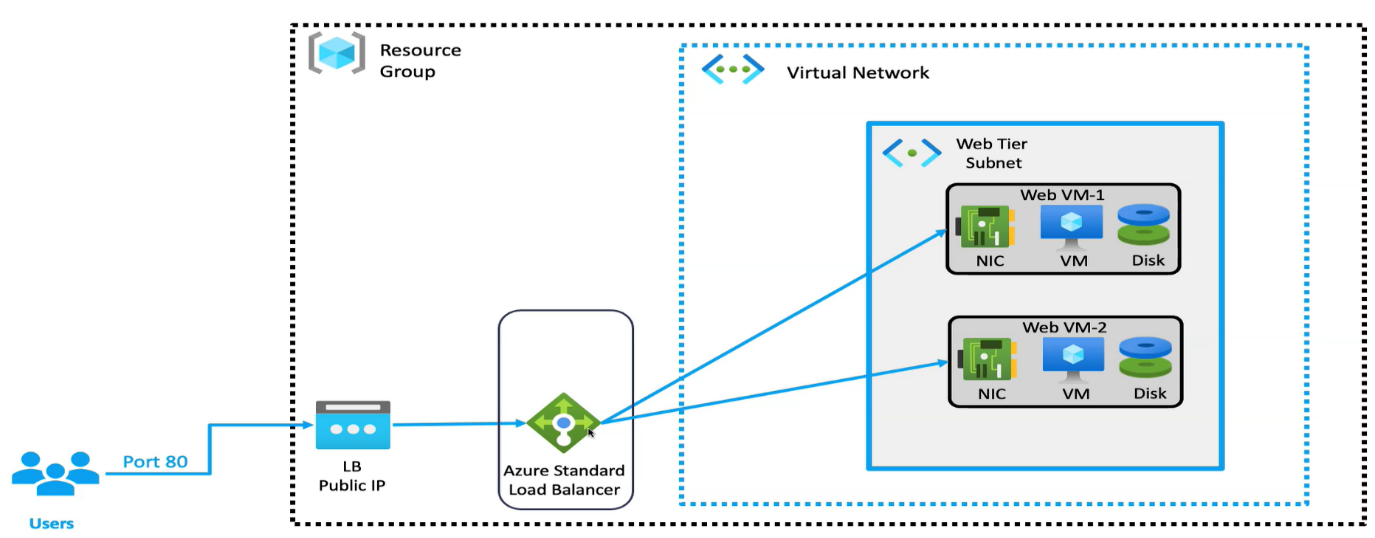 Resource
Group
Virtual Network
Web Tier
Subnet
Web VM-1
NIC
VM
Disk
Web VM-2
NIC
VM
Disk
Port 80
LB
Public IP
Azure Standard
Load Balancer
Users